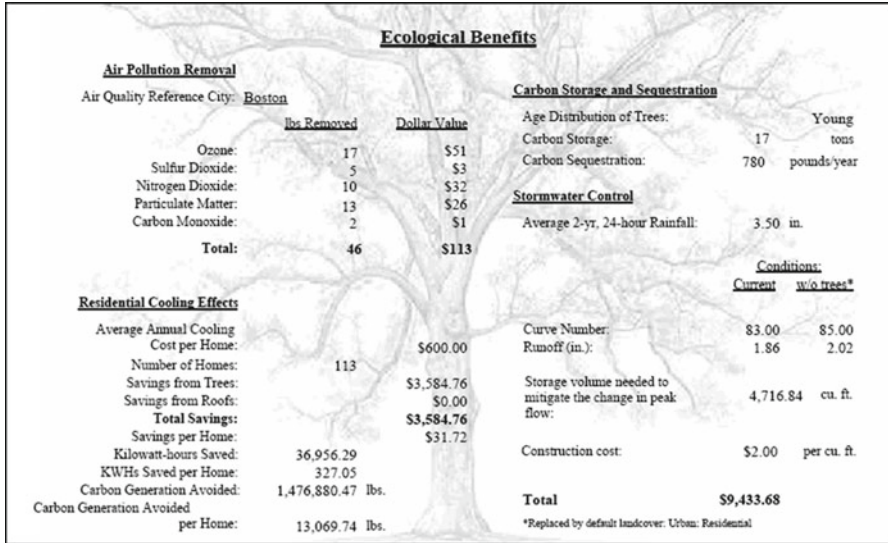 Ecological Benefits
Air Pollution Removal
Air Quality Reference City: Boston
lbs Removed Dollar Value
Ozone: 17 $51
Sulfur Dioxide: 5 $3
Nitrogen Dioxide: 10 $32
Particulate Matter: 13 $26
Carbon Monoxide: 2 $1
Total: 46 $113
Residential Cooling Effects
Average Annual Cooling
Cost per Home: $600.00
Number of Homes: 113
Savings from Trees: $3,584.76
Savings from Roofs: $0.00
Total Savings: $3,584.76
Savings per Home: $31.72
Kilowatt-hours Saved: 36,956.29
KWHs Saved per Home: 327.05
Carbon Generation Avoided: 1,476,880.47 lbs.
Carbon Generation Avoided
per Home: 13,069.74 lbs.
Carbon Storage and Sequestration
Age Distribution of Trees: Young
Carbon Storage: 17 tons
Carbon Sequestration: 780 pounds/year
Stormwater Control
Average 2-yr, 24-hour Rainfall: 3.50 in.
Conditions:
Current w/o trees*
Curve Number: 83.00 85.00
Runoff (in.): 1.86 2.02
Storage volume needed to
mitigate the change in peak 4,716.84 cu. ft.
flow:
Construction cost: $2.00 per cu. ft.
Total $9,433.68
*Replaced by default landcover: Urban: Residential